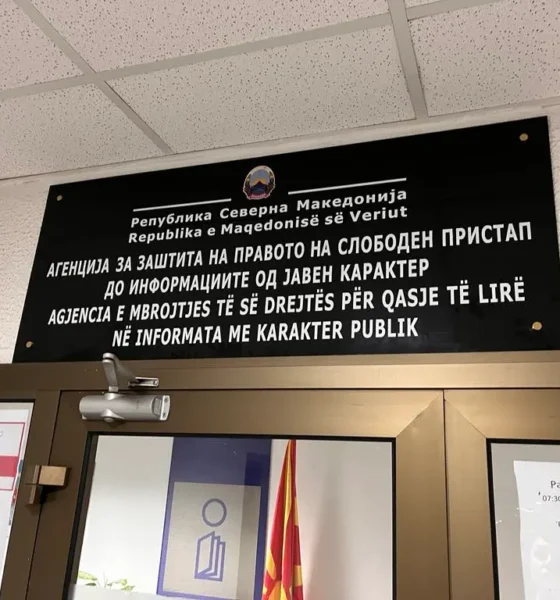 Република Северна Македонија
Republika e Maqedonisë së Veriut
АГЕНЦИЈА ЗА ЗАШТИТА НА ПРАВОТО НА СЛОБОДЕН ПРИСТАП
ДО ИНФОРМАЦИИТЕ ОД ЈАВЕН КАРАКТЕР
AGJENCIA E MBROJTJES TË SË DREJTËS PËR QASJE TË LIRË
NË INFORMATA ME KARAKTER PUBLIK